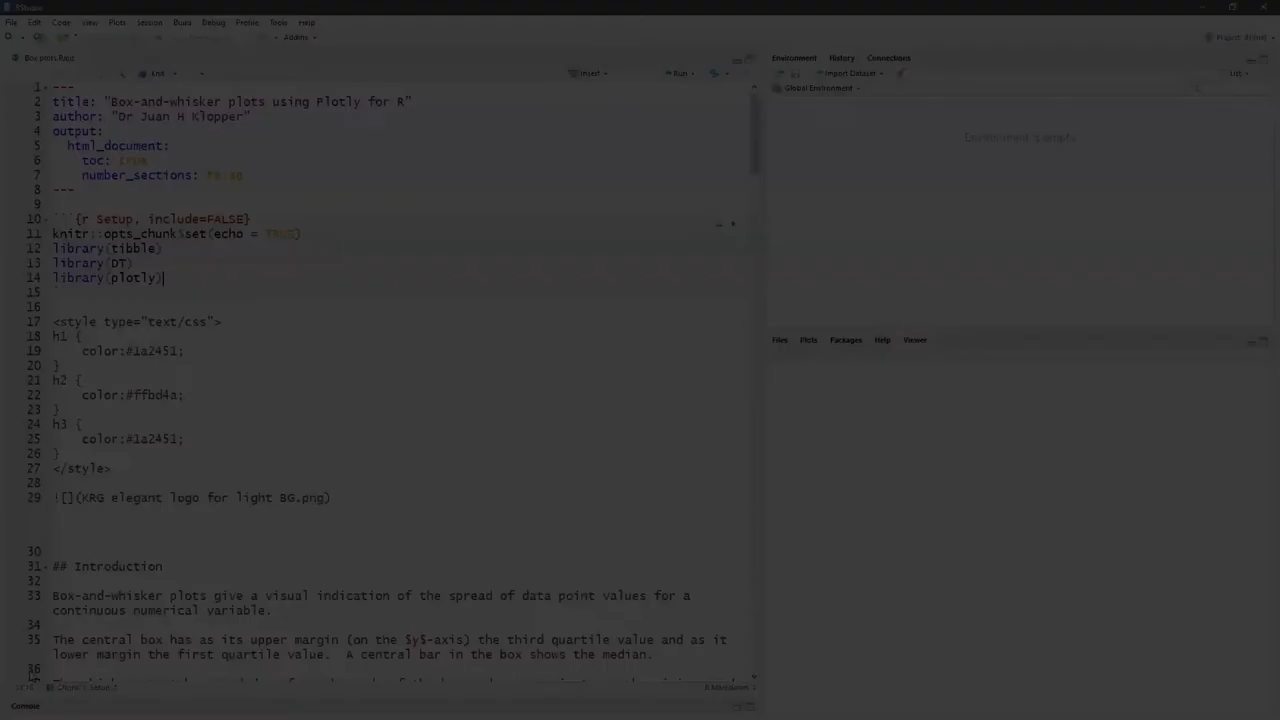 RStudio
File Edit Code View Plots Session Build Debug Profile Tools Help
Addins
Project: (None)
Box plots.Rmd
Environment History Connections
Knit Insert Run
Import Dataset List
Global Environment
Environment is empty
1 ---
2 title: "Box-and-whisker plots using Plotly for R"
3 author: "Dr Juan H Klopper"
4 output:
5 html_document:
6 toc: true
7 number_sections: false
8 ---
9
10 ```{r Setup, include=FALSE}
11 knitr::opts_chunk$set(echo = TRUE)
12 library(tibble)
13 library(DT)
14 library(plotly)
15
16
17 <style type="text/css">
18 h1 {
19 color:#1a2451;
20 }
21 h2 {
22 color:#ffbd4a;
23 }
24 h3 {
25 color:#1a2451;
26 }
27 </style>
28
29 ![](KRG elegant logo for light BG.png)
30
31 ## Introduction
32
33 Box-and-whisker plots give a visual indication of the spread of data point values for a
continuous numerical variable.
34
35 The central box has as its upper margin (on the $y$-axis) the third quartile value and as it
lower margin the first quartile value. A central bar in the box shows the median.
36
Files Plots Packages Help Viewer
R Markdown
Console